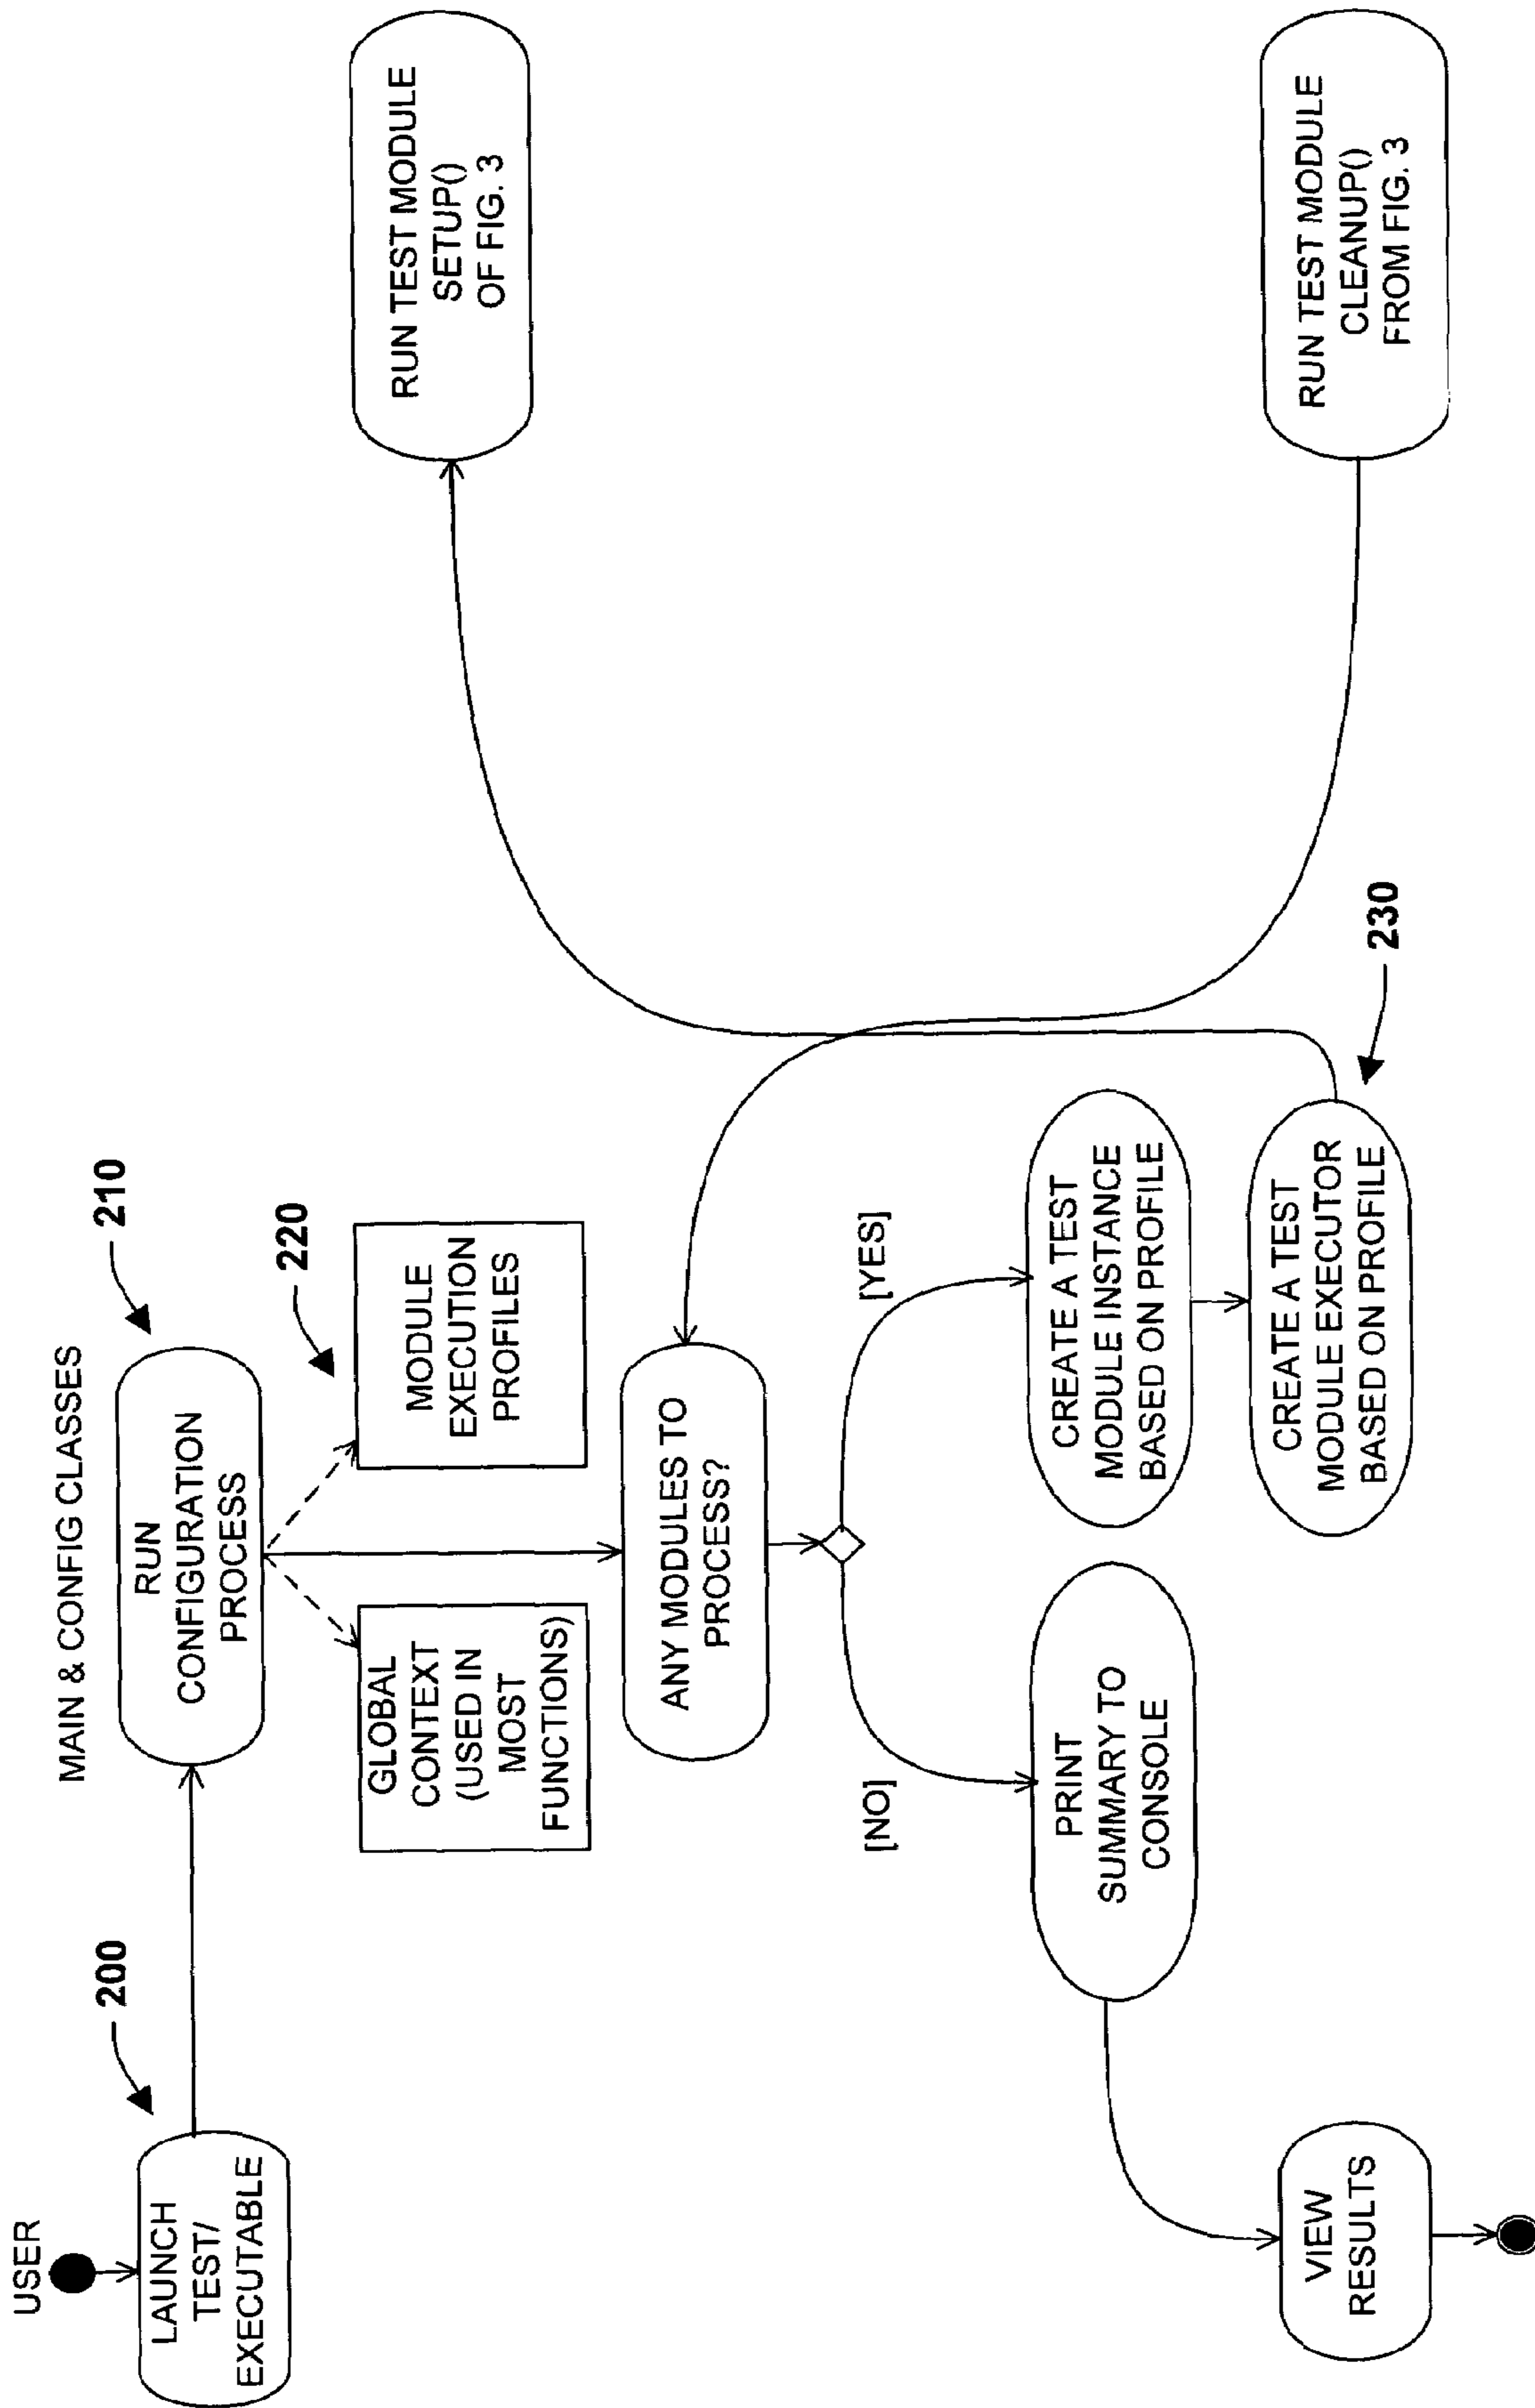 USER
LAUNCH
TEST/
EXECUTABLE
200
MAIN & CONFIG CLASSES
RUN
CONFIGURATION
PROCESS
210
GLOBAL
CONTEXT
(USED IN
MOST
FUNCTIONS)
MODULE
EXECUTION
PROFILES
220
ANY MODULES TO
PROCESS?
[NO]
[YES]
PRINT
SUMMARY TO
CONSOLE
CREATE A TEST
MODULE INSTANCE
BASED ON PROFILE
CREATE A TEST
MODULE EXECUTOR
BASED ON PROFILE
230
VIEW
RESULTS
RUN TEST MODULE
SETUP()
OF FIG. 3
RUN TEST MODULE
CLEANUP()
FROM FIG. 3